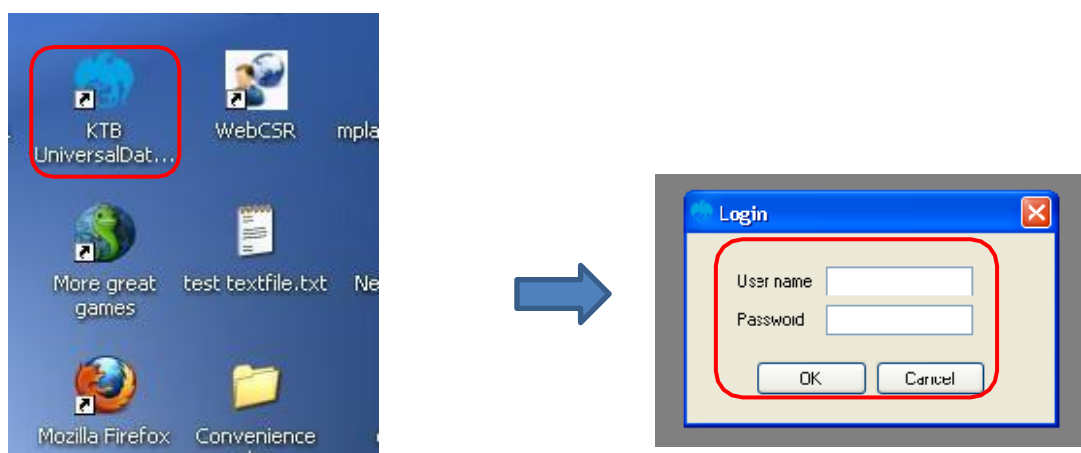 KTB
UniversalDat...
WebCSR
mpla
More great
games
test textfile.txt
Ne
Mozilla Firefox
Convenience
Login
User name
Password
OK
Cancel